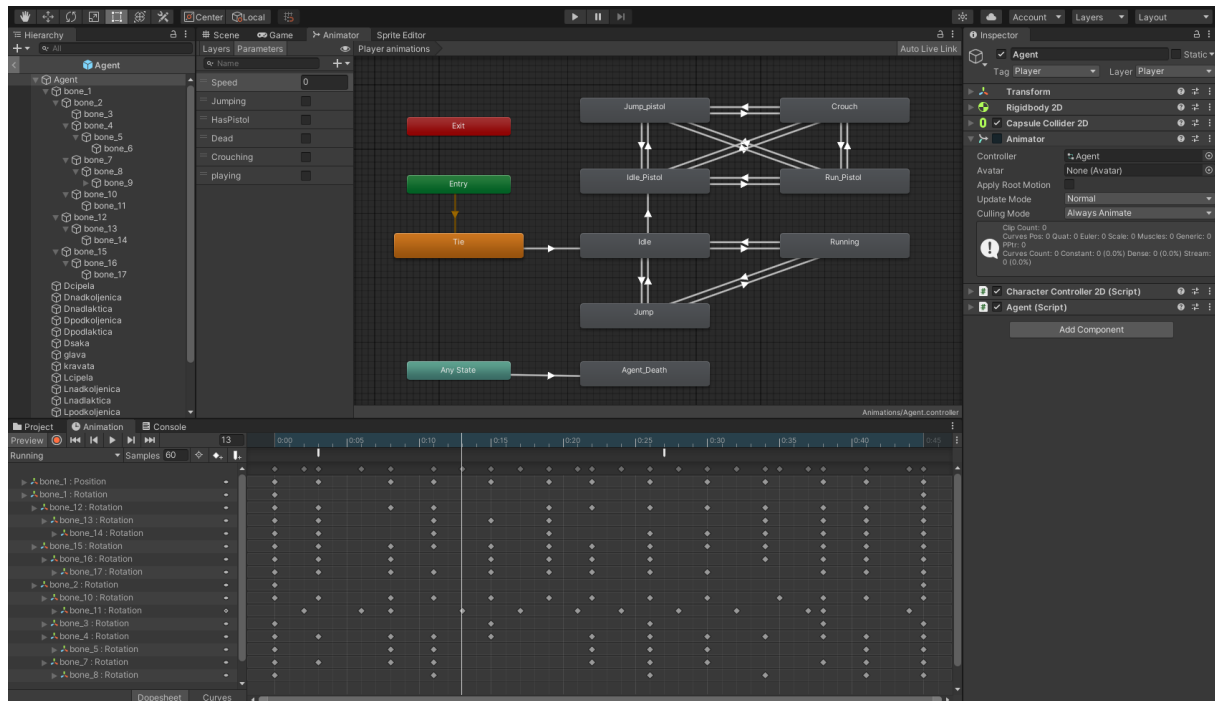 Center Local Account Layers Layout
Hierarchy
All
Agent
Agent
bone_1
bone_2
bone_3
bone_4
bone_5
bone_6
bone_7
bone_8
bone_9
bone_10
bone_11
bone_12
bone_13
bone_14
bone_15
bone_16
bone_17
Dcipela
Dnadkoljenica
Dnadlaktica
Dpodkoljenica
Dpodlaktica
Dsaka
glava
kravata
Lcipela
Lnadkoljenica
Lnadlaktica
Lpodkoljenica
Scene Game Animator Sprite Editor
Layers Parameters Player animations Auto Live Link
Name
Speed 0
Jumping
HasPistol
Dead
Crouching
playing
Jump_pistol Crouch
Exit
Idle_Pistol Run_Pistol
Entry
Tie Idle Running
Jump
Any State Agent_Death
Animations/Agent.controller
Inspector
Agent Static
Tag Player Layer Player
Transform
Rigidbody 2D
Capsule Collider 2D
Animator
Controller Agent
Avatar None (Avatar)
Apply Root Motion
Update Mode Normal
Culling Mode Always Animate
Clip Count: 0
Curves Pos: 0 Quat: 0 Euler: 0 Scale: 0 Muscles: 0 Generic: 0
PPtr: 0
Curves Count: 0 Constant: 0 (0.0%) Dense: 0 (0.0%) Stream:
0 (0.0%)
Character Controller 2D (Script)
Agent (Script)
Add Component
Project Animation Console
Preview 13 0:00 0:05 0:10 0:15 0:20 0:25 0:30 0:35 0:40 0:45
Running Samples 60
bone_1 : Position
bone_1 : Rotation
bone_12 : Rotation
bone_13 : Rotation
bone_14 : Rotation
bone_15 : Rotation
bone_16 : Rotation
bone_17 : Rotation
bone_2 : Rotation
bone_10 : Rotation
bone_11 : Rotation
bone_3 : Rotation
bone_4 : Rotation
bone_5 : Rotation
bone_7 : Rotation
bone_8 : Rotation
Dopesheet Curves